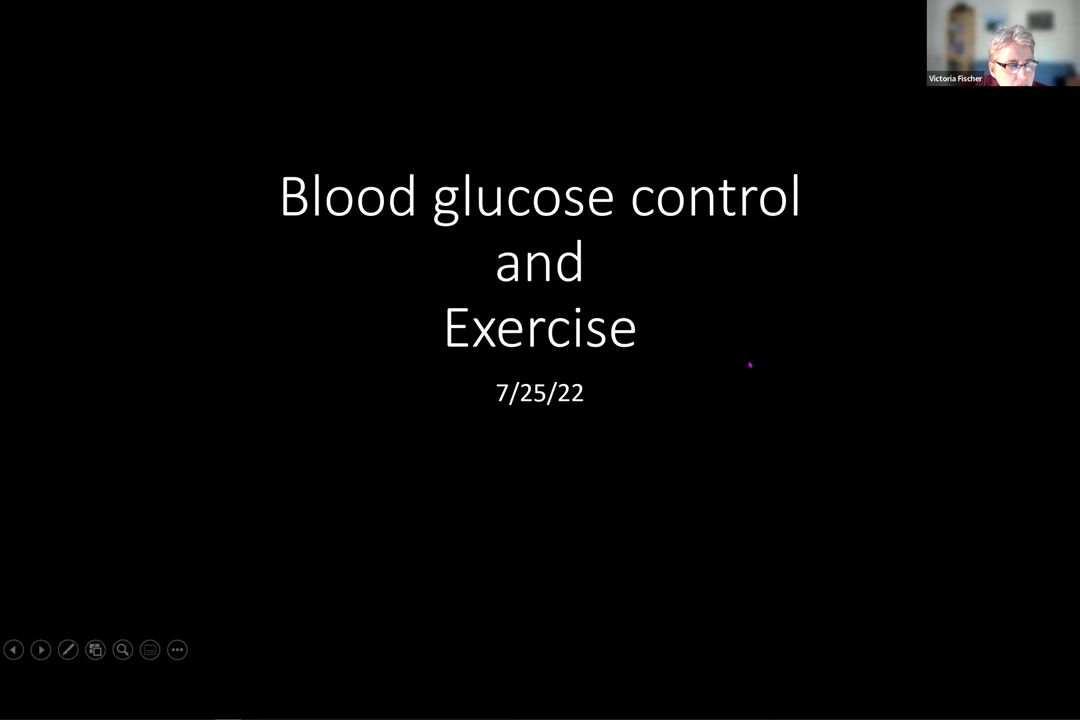 Victoria Fischer
Blood glucose control
and
Exercise
7/25/22